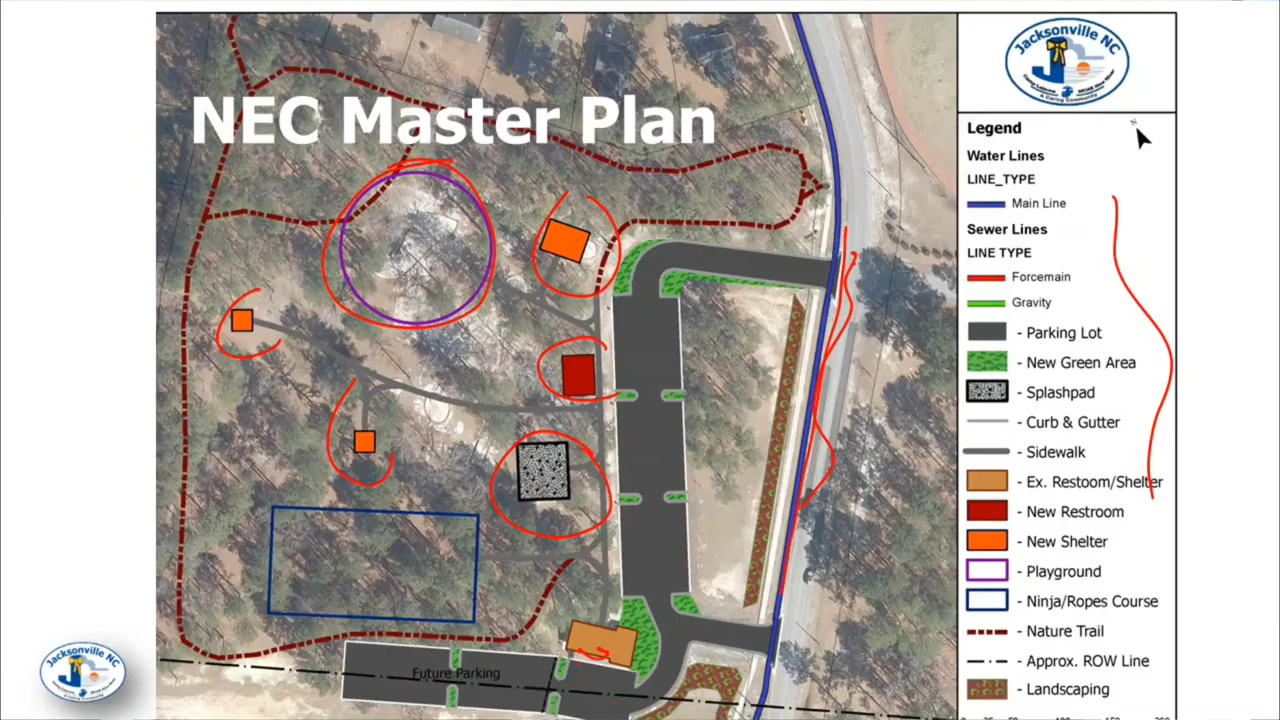 NEC Master Plan
Future Parking
Jacksonville NC
A Caring Community
Legend
N
Water Lines
LINE_TYPE
Main Line
Sewer Lines
LINE TYPE
Forcemain
Gravity
- Parking Lot
- New Green Area
- Splashpad
- Curb & Gutter
- Sidewalk
- Ex. Restoom/Shelter
- New Restroom
- New Shelter
- Playground
- Ninja/Ropes Course
- Nature Trail
- Approx. ROW Line
- Landscaping
Jacksonville NC